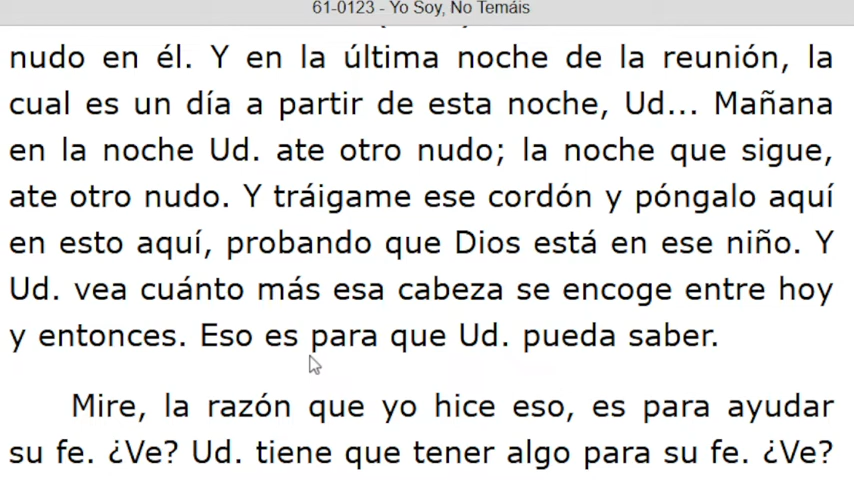 61-0123 - Yo Soy, No Temáis
nudo en él. Y en la última noche de la reunión, la
cual es un día a partir de esta noche, Ud... Mañana
en la noche Ud. ate otro nudo; la noche que sigue,
ate otro nudo. Y tráigame ese cordón y póngalo aquí
en esto aquí, probando que Dios está en ese niño. Y
Ud. vea cuánto más esa cabeza se encoge entre hoy
y entonces. Eso es para que Ud. pueda saber.
Mire, la razón que yo hice eso, es para ayudar
su fe. ¿Ve? Ud. tiene que tener algo para su fe. ¿Ve?